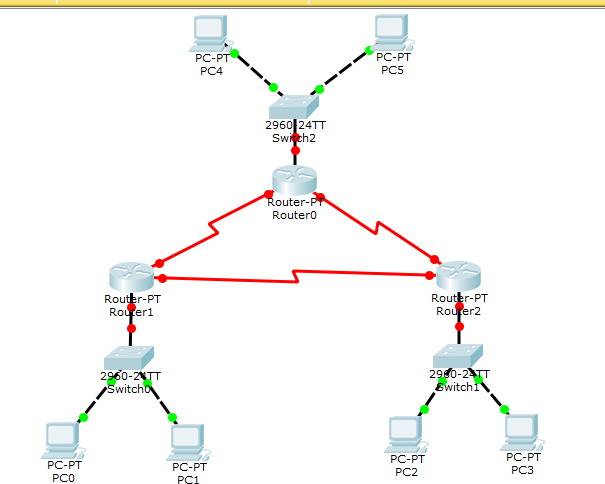 PC-PT
PC4
PC-PT
PC5
2960-24TT
Switch2
Router-PT
Router0
Router-PT
Router1
Router-PT
Router2
2960-24TT
Switch0
2960-24TT
Switch1
PC-PT
PC0
PC-PT
PC1
PC-PT
PC2
PC-PT
PC3